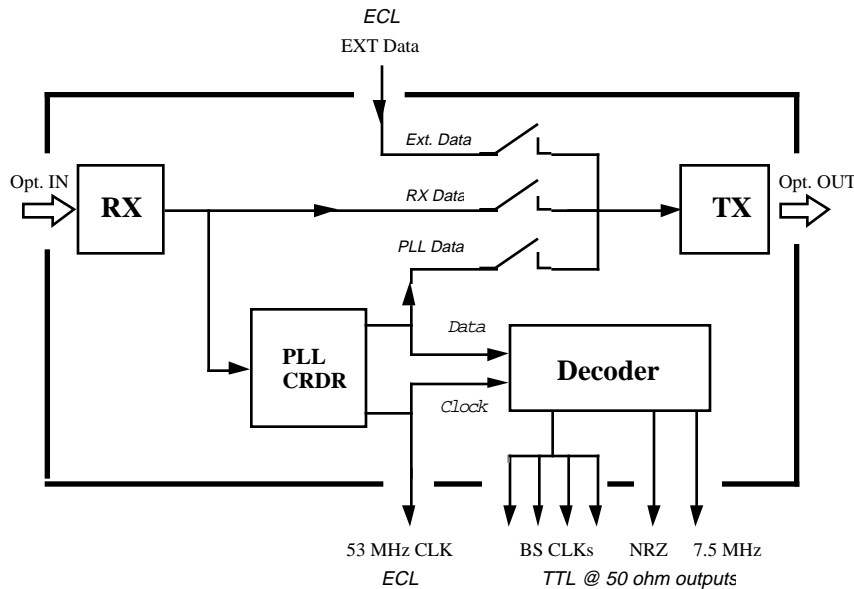 ECL
EXT Data
Ext. Data
Opt. IN
RX
RX Data
TX
Opt. OUT
PLL Data
PLL
CRDR
Data
Clock
Decoder
53 MHz CLK
BS CLKs
NRZ
7.5 MHz
ECL
TTL @ 50 ohm outputs